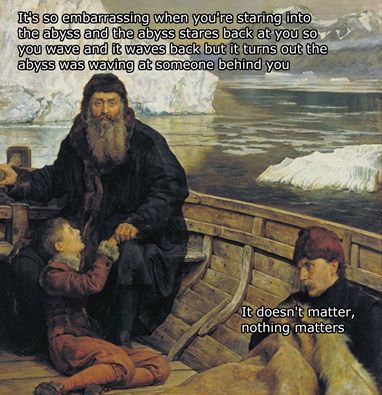 It's so embarrassing when you're staring into
the abyss and the abyss stares back at you so
you wave and it waves back but it turns out the
abyss was waving at someone behind you
It doesn't matter,
nothing matters